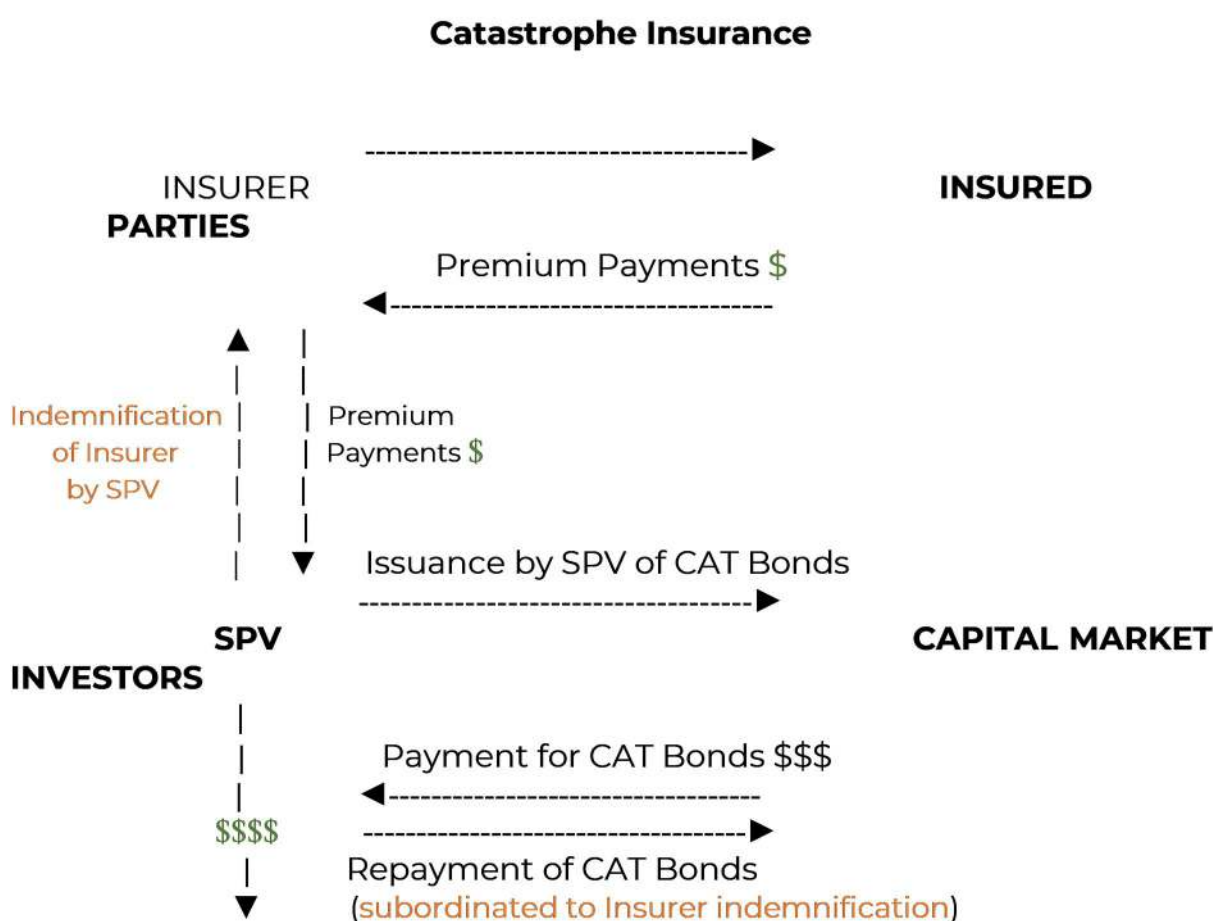 Catastrophe Insurance
INSURER INSURED
PARTIES
Premium Payments $
Indemnification Premium
of Insurer Payments $
by SPV
Issuance by SPV of CAT Bonds
SPV CAPITAL MARKET
INVESTORS
Payment for CAT Bonds $$$
$$$$
Repayment of CAT Bonds
(subordinated to Insurer indemnification)